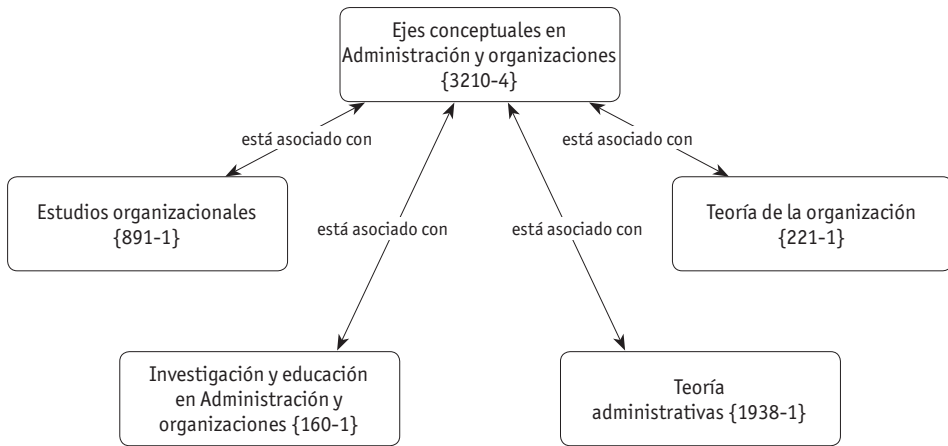 Ejes conceptuales en
Administración y organizaciones
{3210-4}
está asociado con
está asociado con
Estudios organizacionales
{891-1}
Teoría de la organización
{221-1}
está asociado con
está asociado con
Investigación y educación
en Administración y
organizaciones {160-1}
Teoría
administrativas {1938-1}